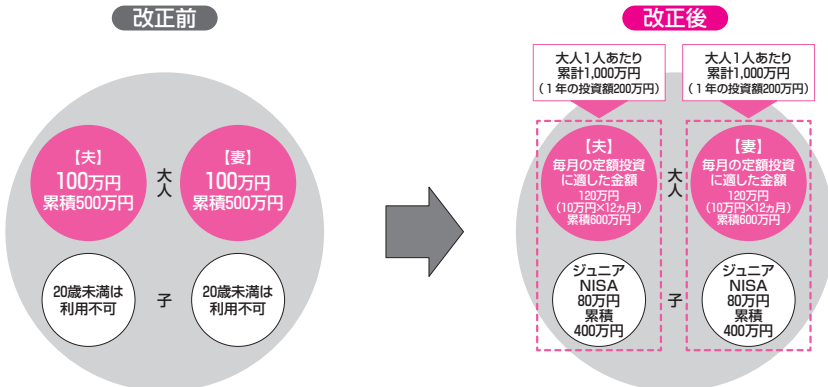 改正前
【夫】
100万円
累積500万円
大人
【妻】
100万円
累積500万円
20歳未満は
利用不可
子
20歳未満は
利用不可
改正後
大人1人あたり
累計1,000万円
(1年の投資額200万円)
大人1人あたり
累計1,000万円
(1年の投資額200万円)
【夫】
毎月の定額投資
に適した金額
120万円
(10万円×12ヵ月)
累積600万円
大人
【妻】
毎月の定額投資
に適した金額
120万円
(10万円×12ヵ月)
累積600万円
ジュニア
NISA
80万円
累積
400万円
子
ジュニア
NISA
80万円
累積
400万円